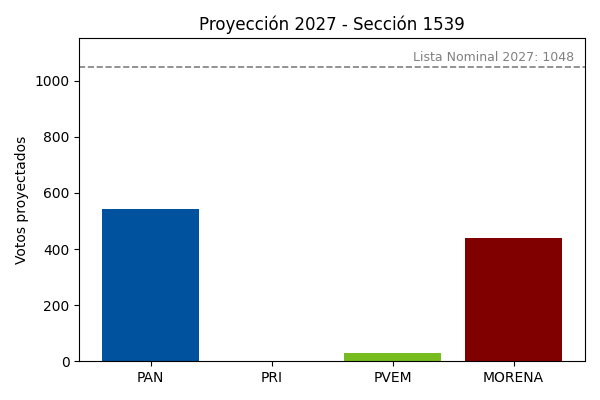 Proyección 2027 - Sección 1539
Lista Nominal 2027: 1048
Votos proyectados
1000
800
600
400
200
0
PAN PRI PVEM MORENA